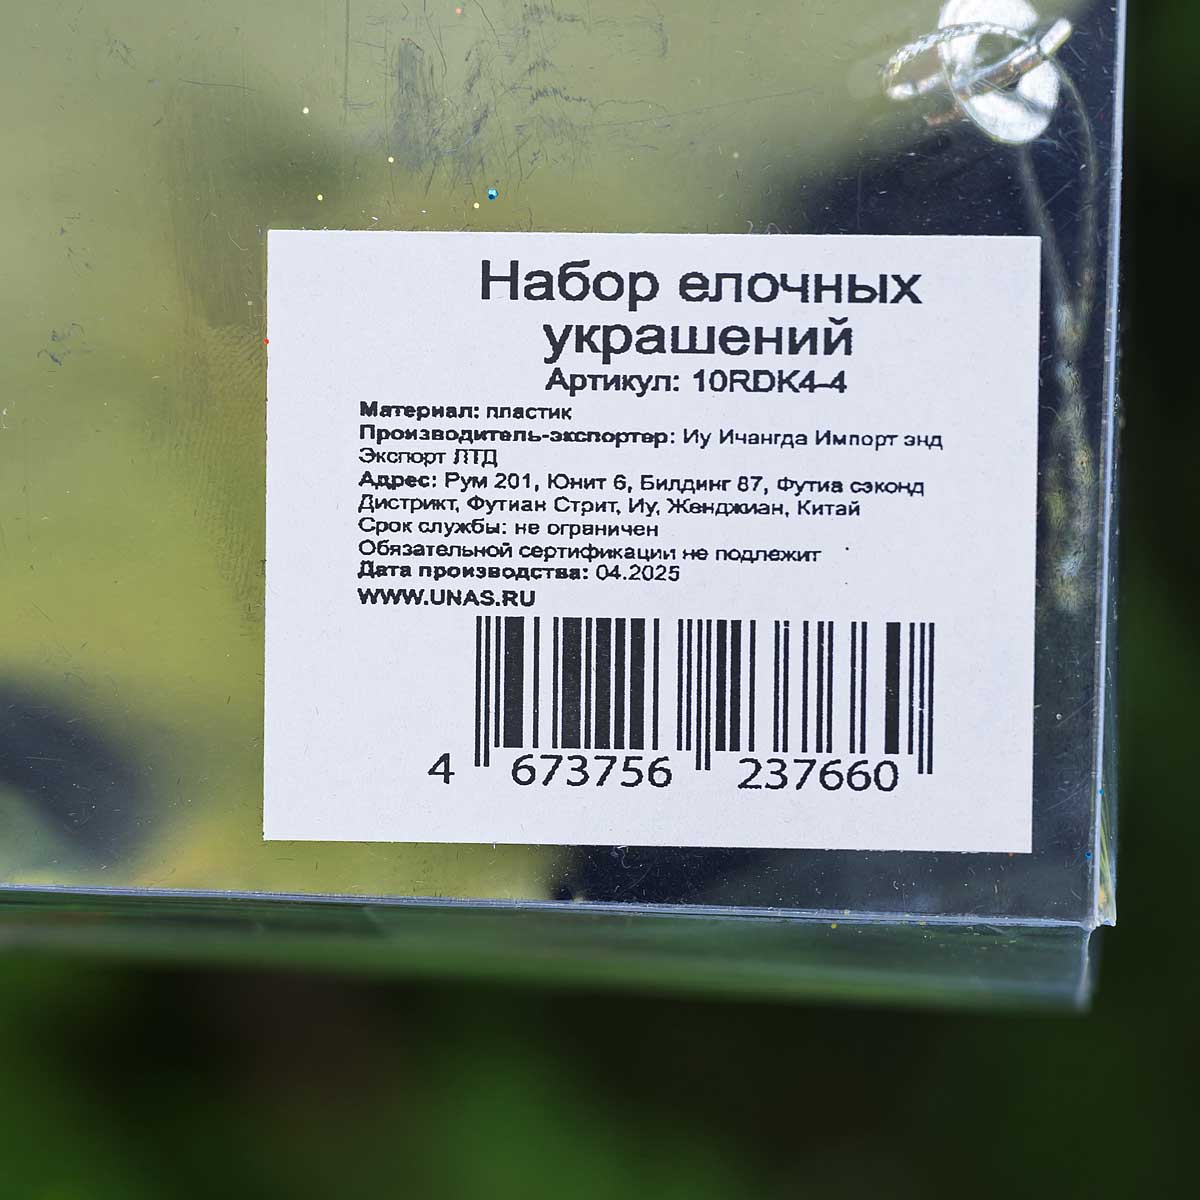 Набор елочных
украшений
Артикул: 10RDK4-4
Материал: пластик
Производитель-экспортер: Иу Ичангда Импорт энд
Экспорт ЛТД
Адрес: Рум 201, Юнит 6, Билдинг 87, Футиа сэконд
Дистрикт, Футиан Стрит, Иу, Женджиан, Китай
Срок службы: не ограничен
Обязательной сертификации не подлежит
Дата производства: 04.2025
WWW.UNAS.RU
4 673756 237660